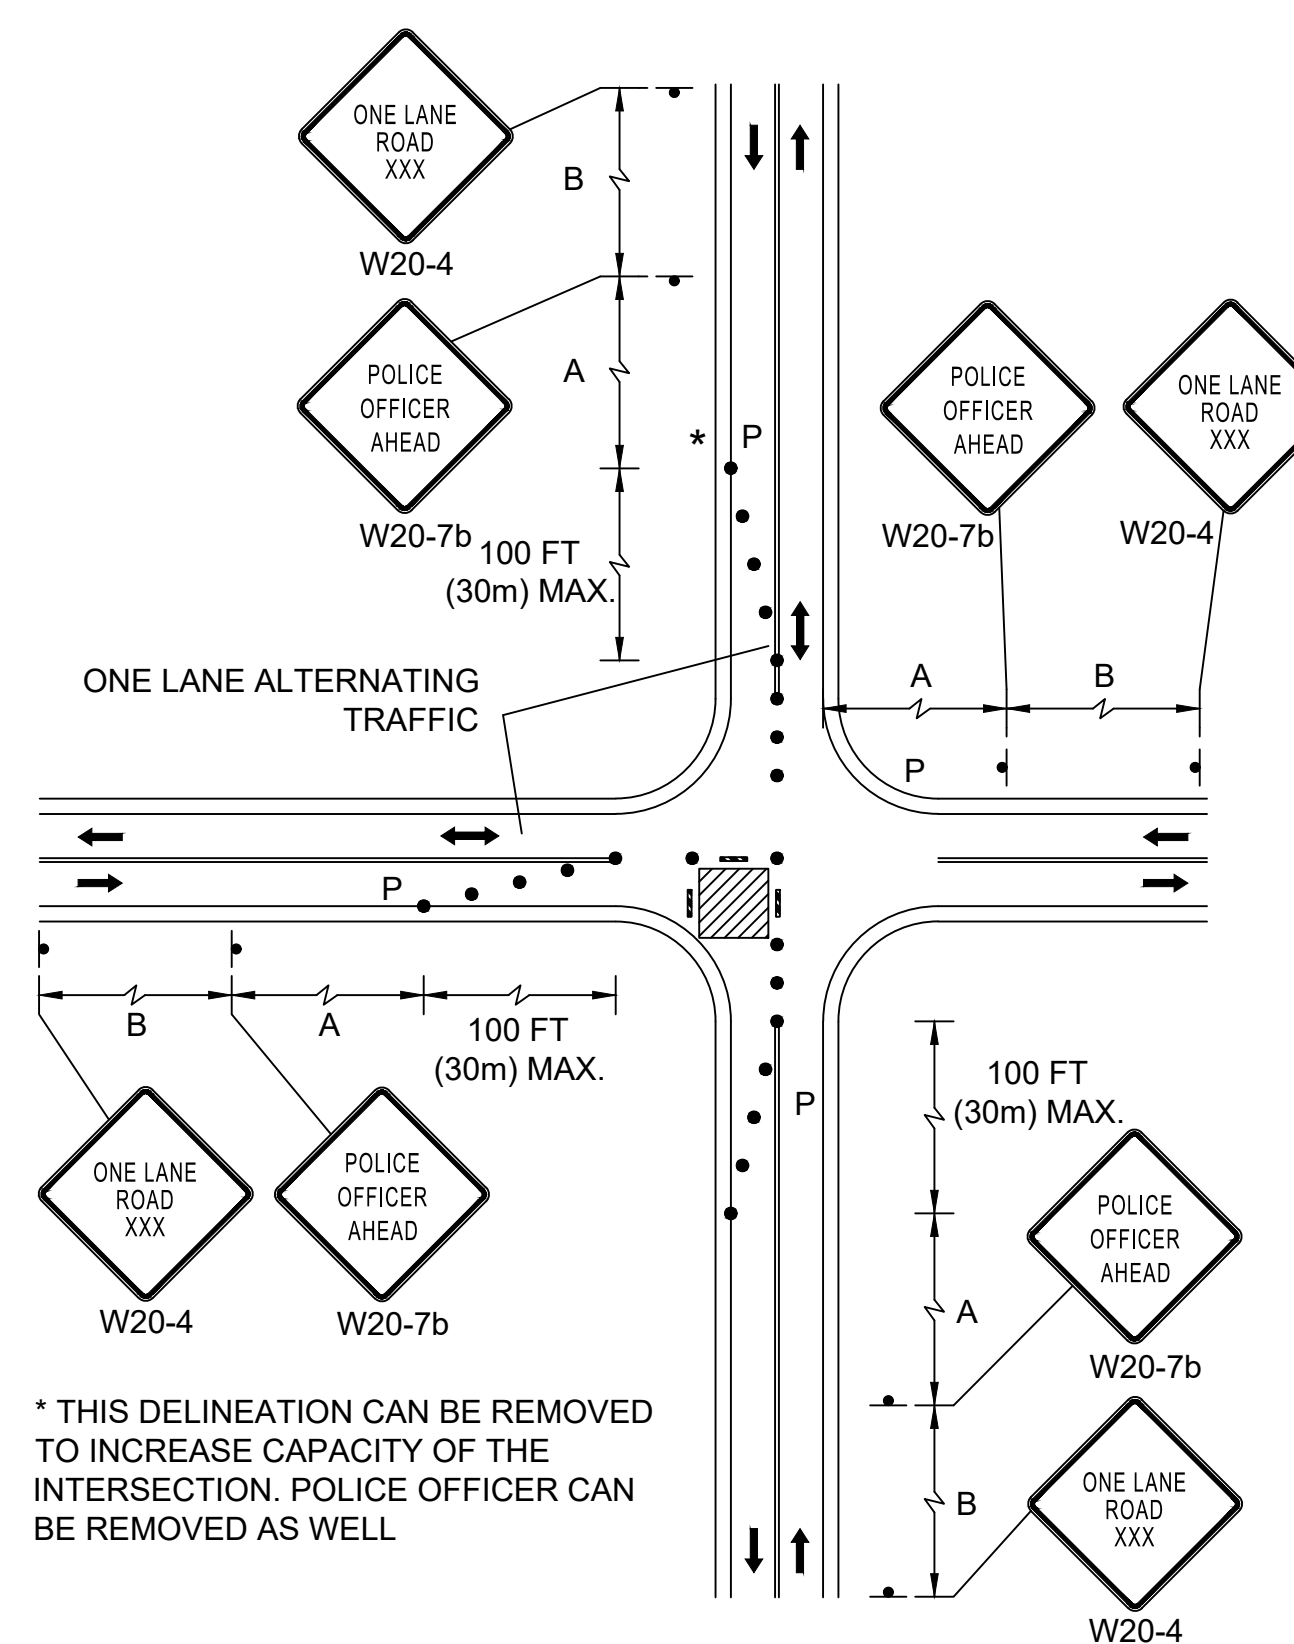 ONE LANE
ROAD
XXX
W20-4
B
POLICE
OFFICER
AHEAD
W20-7b
A
* P
100 FT
(30m) MAX.
POLICE
OFFICER
AHEAD
W20-7b
ONE LANE
ROAD
XXX
W20-4
ONE LANE ALTERNATING
TRAFFIC
A
B
P
P
B
A
100 FT
(30m) MAX.
ONE LANE
ROAD
XXX
W20-4
POLICE
OFFICER
AHEAD
W20-7b
P
100 FT
(30m) MAX.
POLICE
OFFICER
AHEAD
W20-7b
A
B
ONE LANE
ROAD
XXX
W20-4
* THIS DELINEATION CAN BE REMOVED
TO INCREASE CAPACITY OF THE
INTERSECTION. POLICE OFFICER CAN
BE REMOVED AS WELL